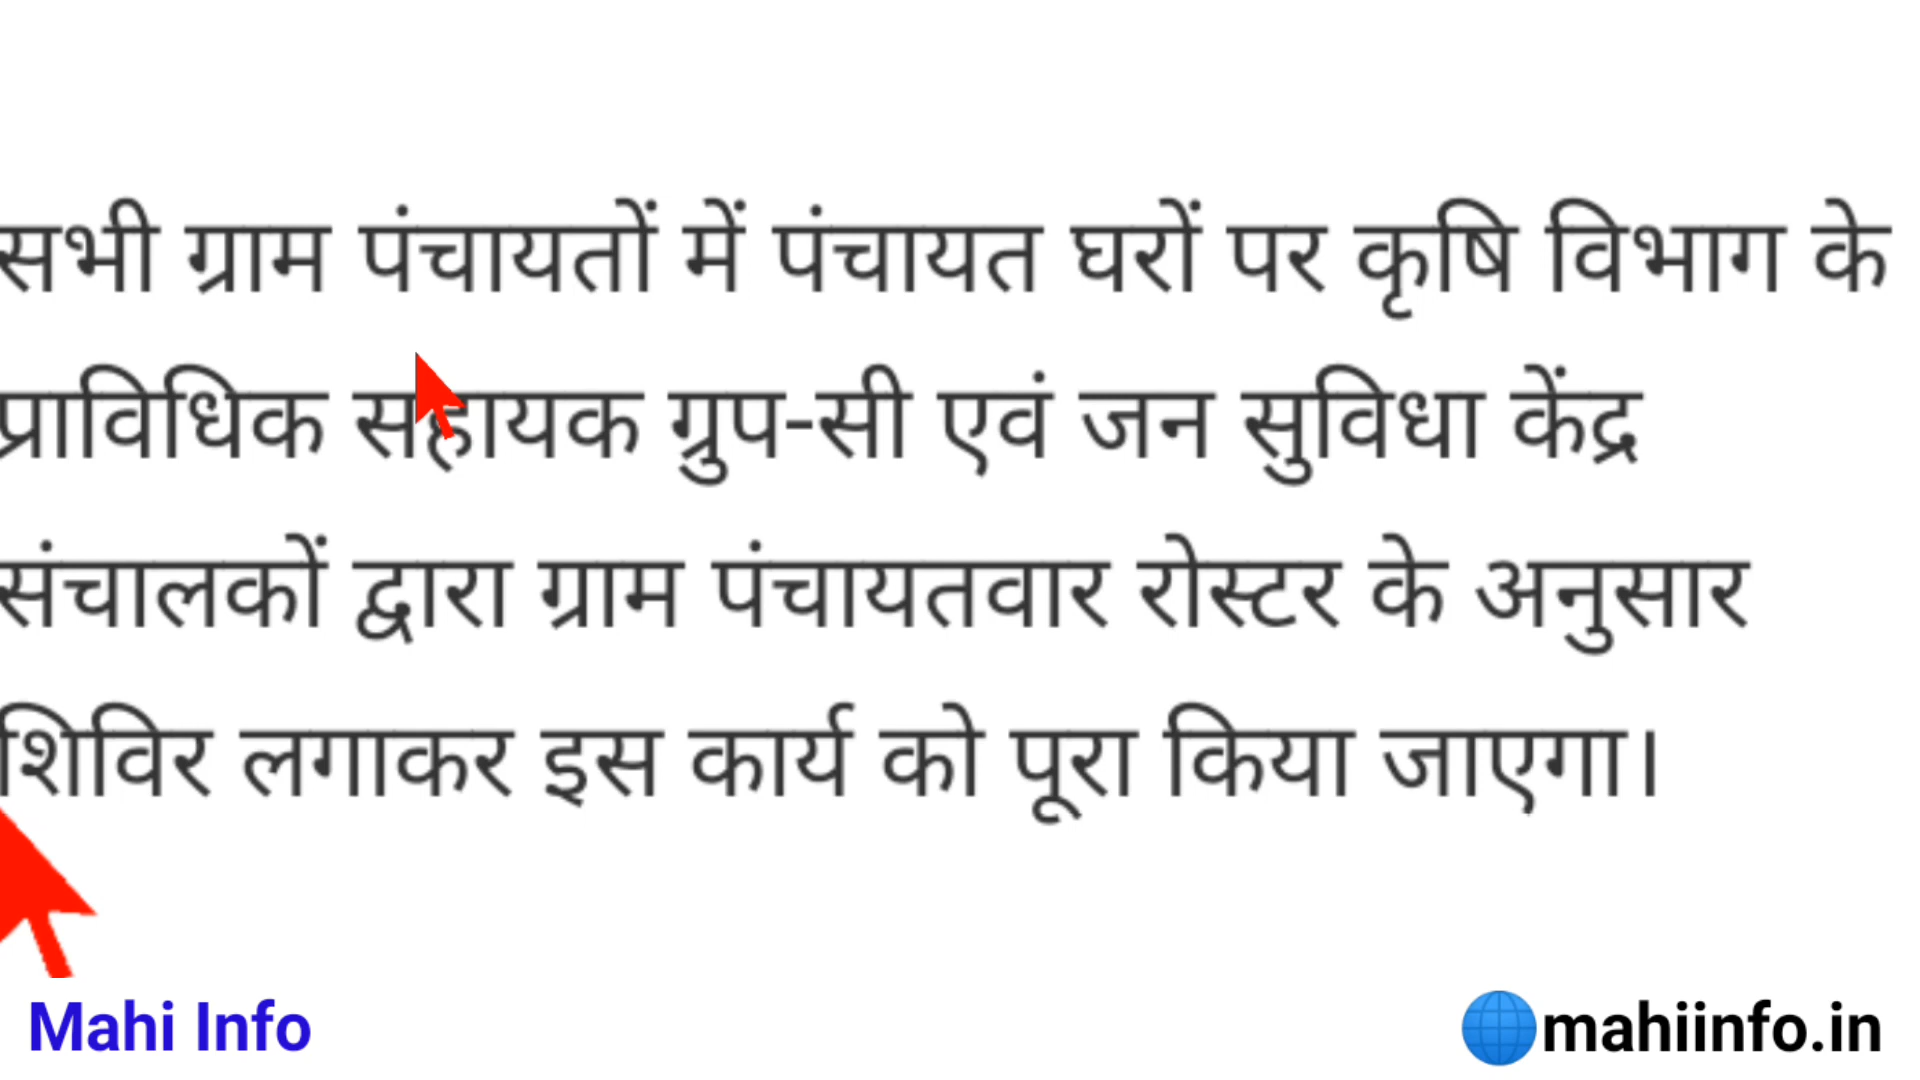 सभी ग्राम पंचायतों में पंचायत घरों पर कृषि विभाग के
प्राविधिक सहायक ग्रुप-सी एवं जन सुविधा केंद्र
संचालकों द्वारा ग्राम पंचायतवार रोस्टर के अनुसार
शिविर लगाकर इस कार्य को पूरा किया जाएगा।
Mahi Info
mahiinfo.in